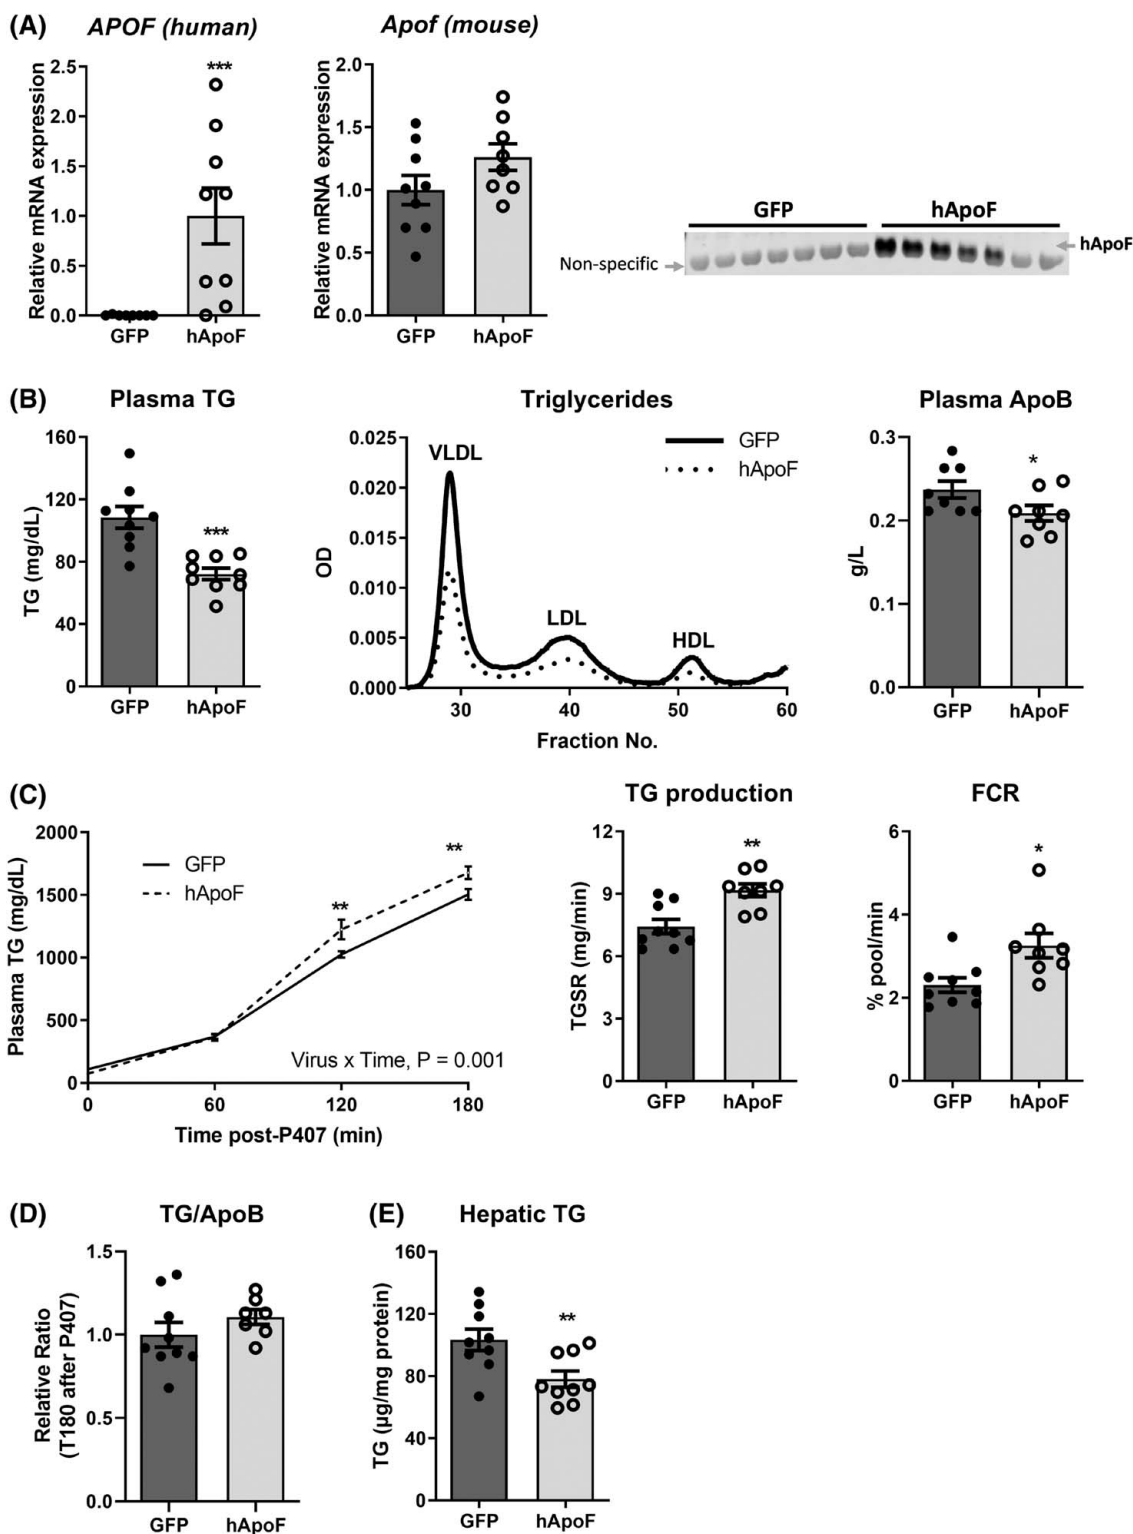 (A)
APOF (human)
***
Relative mRNA expression
2.5
2.0
1.5
1.0
0.5
0.0
GFP hApoF
Apof (mouse)
Relative mRNA expression
2.0
1.5
1.0
0.5
0.0
GFP hApoF
GFP hApoF
hApoF
Non-specific
(B)
Plasma TG
TG (mg/dL)
160
120
80
40
0
***
GFP hApoF
Triglycerides
OD
0.025
0.020
0.015
0.010
0.005
0.000
VLDL
LDL
HDL
GFP
hApoF
30 40 50 60
Fraction No.
Plasma ApoB
g/L
0.3
0.2
0.1
0.0
*
GFP hApoF
(C)
Plasama TG (mg/dL)
2000
1500
1000
500
0
GFP
hApoF
**
**
Virus x Time, P = 0.001
0 60 120 180
Time post-P407 (min)
TG production
TGSR (mg/min)
12
9
6
3
0
**
GFP hApoF
FCR
% pool/min
6
4
2
0
*
GFP hApoF
(D)
TG/ApoB
Relative Ratio
(T180 after P407)
1.5
1.0
0.5
0.0
GFP hApoF
(E)
Hepatic TG
TG (µg/mg protein)
160
120
80
40
0
**
GFP hApoF